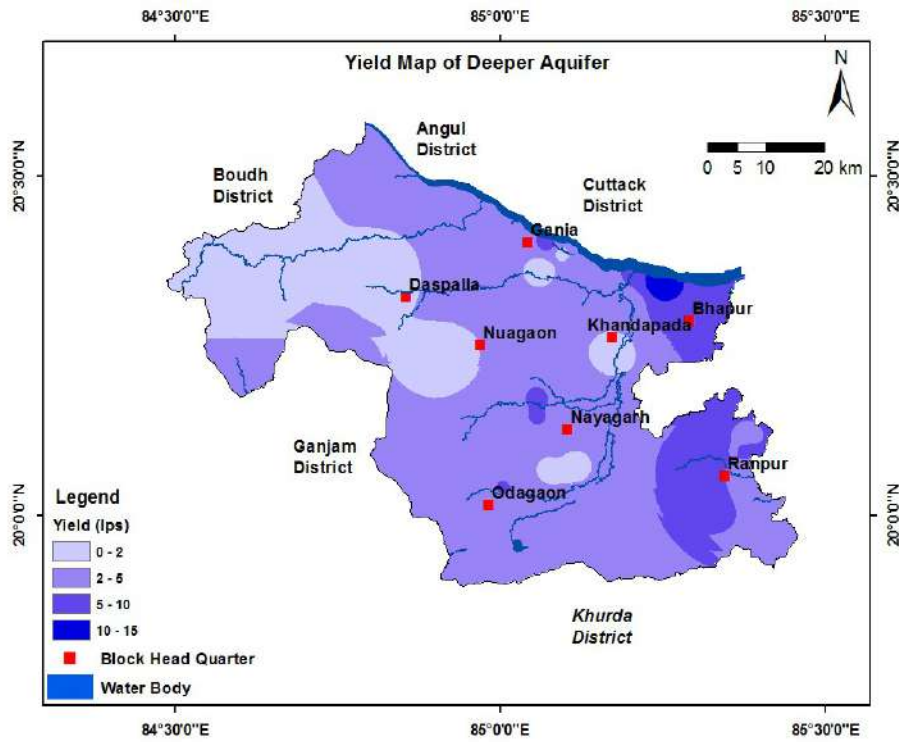 84°30'0"E 85°0'0"E 85°30'0"E
Yield Map of Deeper Aquifer
N
0 5 10 20 km
20°30'0"N
20°30'0"N
Angul
District
Boudh
District
Cuttack
District
Gania
Daspalla
Bhapur
Khandapada
Nuagaon
Nayagarh
Ganjam
District
Ranpur
Odagaon
20°0'0"N
20°0'0"N
Khurda
District
Legend
Yield (lps)
0 - 2
2 - 5
5 - 10
10 - 15
Block Head Quarter
Water Body
84°30'0"E 85°0'0"E 85°30'0"E